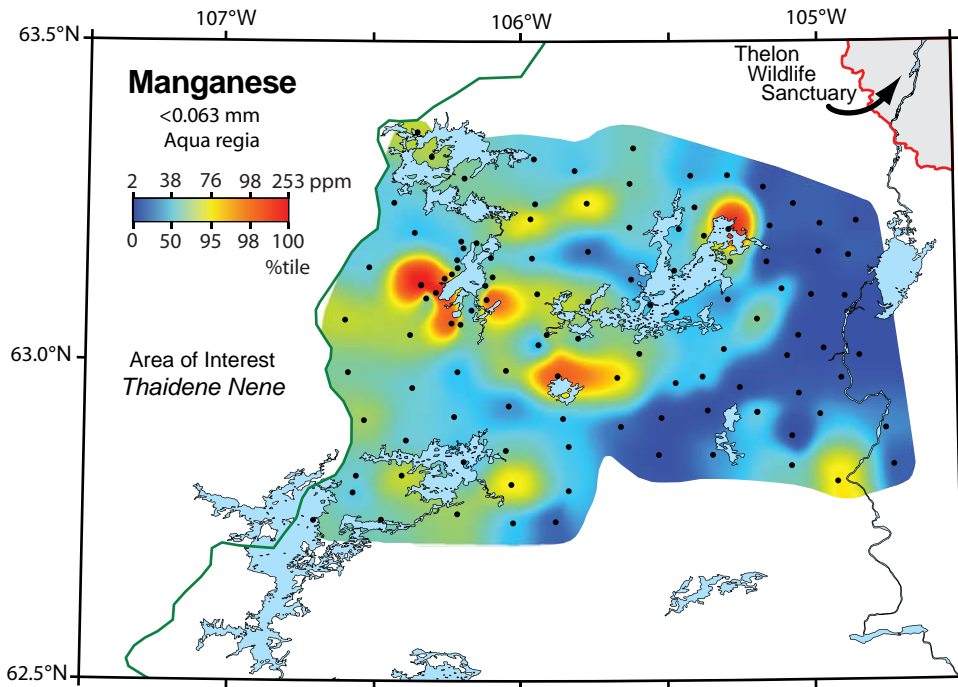 107°W 106°W 105°W
63.5°N
Manganese
<0.063 mm
Aqua regia
2 38 76 98 253 ppm
0 50 95 98 100
%tile
Thelon
Wildlife
Sanctuary
63.0°N
Area of Interest
Thaidene Nene
62.5°N